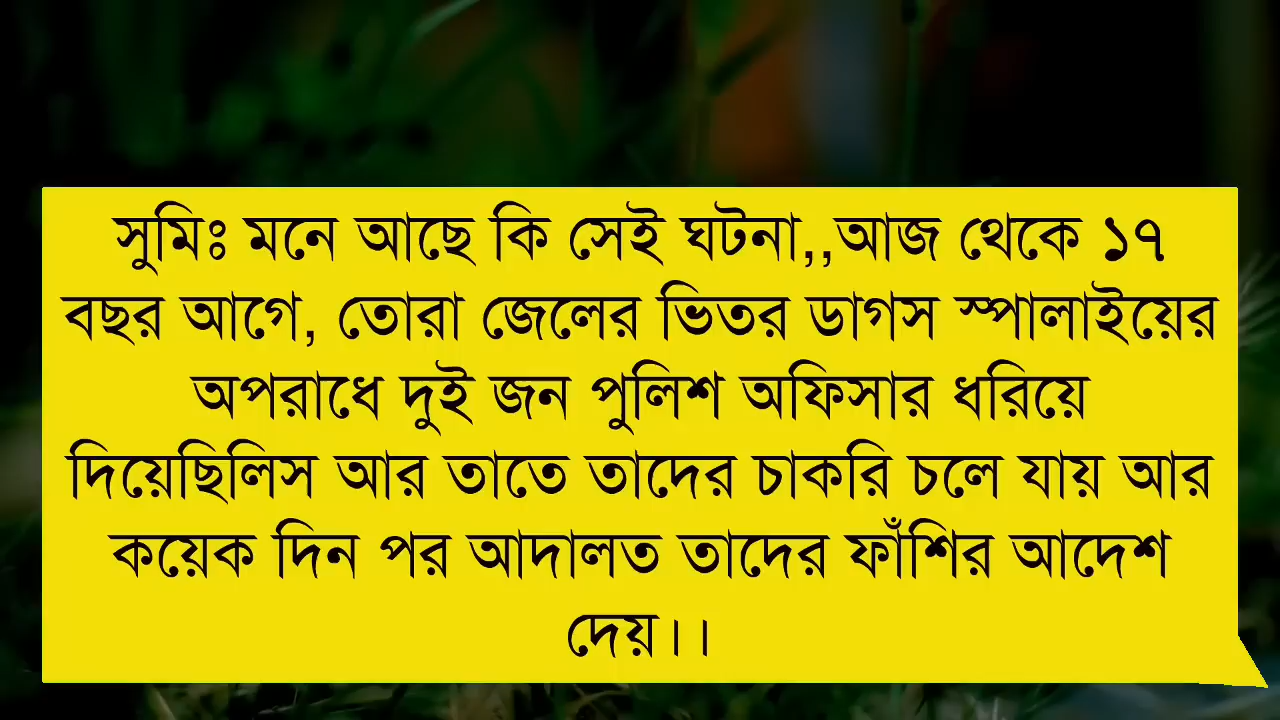 সুমিঃ মনে আছে কি সেই ঘটনা,,আজ থেকে ১৭
বছর আগে, তোরা জেলের ভিতর ডাগস স্পালাইয়ের
অপরাধে দুই জন পুলিশ অফিসার ধরিয়ে
দিয়েছিলিস আর তাতে তাদের চাকরি চলে যায় আর
কয়েক দিন পর আদালত তাদের ফাঁশির আদেশ
দেয়।।